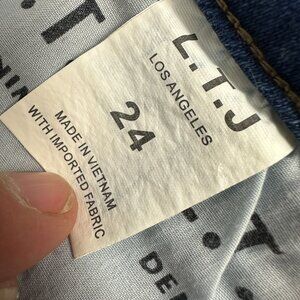 L.T.J
LOS ANGELES
24
MADE IN VIETNAM
WITH IMPORTED FABRIC